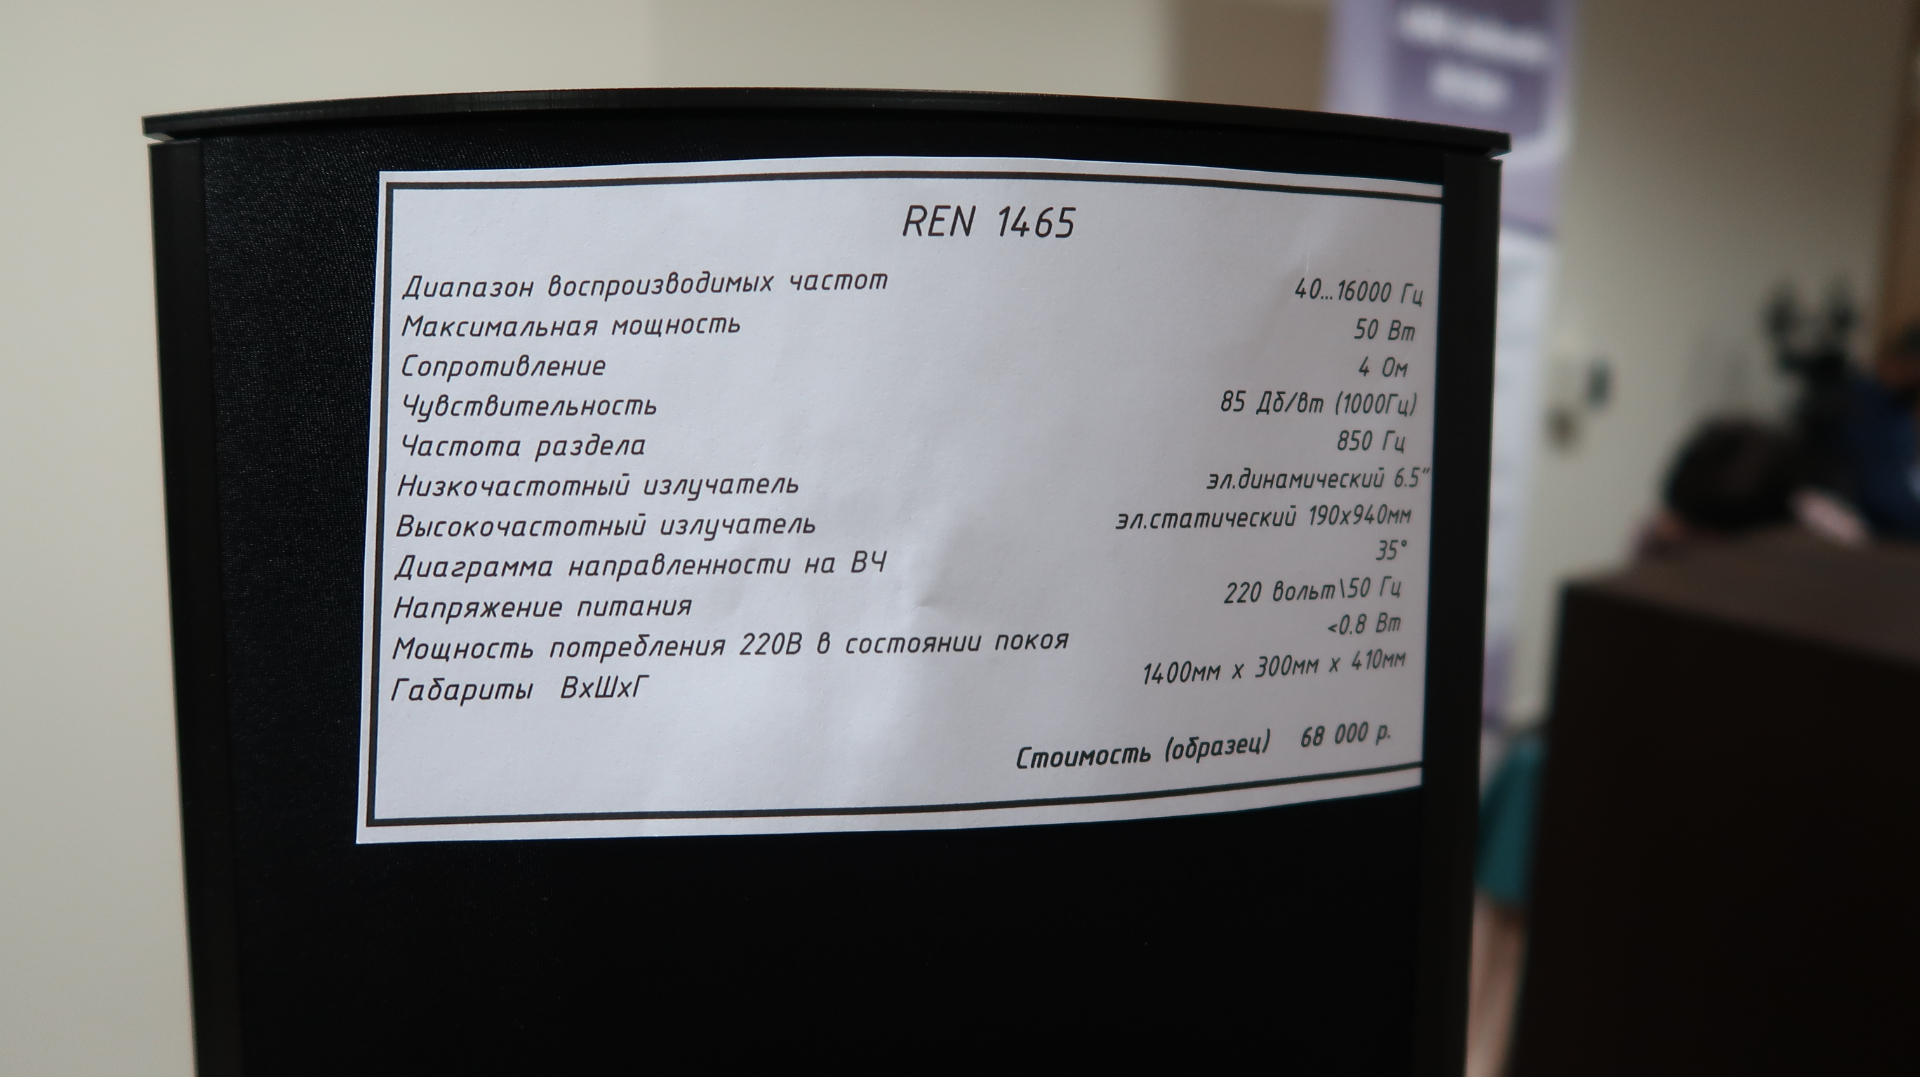 REN 1465
Диапазон воспроизводимых частот 40...16000 Гц
Максимальная мощность 50 Вт
Сопротивление 4 Ом
Чувствительность 85 Дб/вт (1000Гц)
Частота раздела 850 Гц
Низкочастотный излучатель эл.динамический 6.5"
Высокочастотный излучатель эл.статический 190х940мм
Диаграмма направленности на ВЧ 35°
Напряжение питания 220 вольт\50 Гц
Мощность потребления 220В в состоянии покоя <0.8 Вт
Габариты ВхШхГ 1400мм х 300мм х 410мм
Стоимость (образец) 68 000 р.